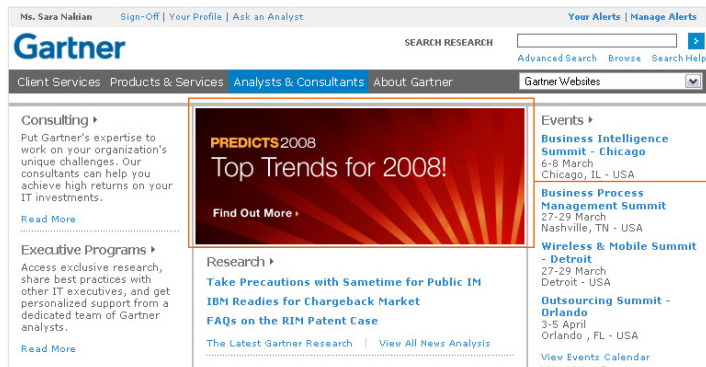 Ms. Sara Nakian Sign-Off | Your Profile | Ask an Analyst Your Alerts | Manage Alerts
Gartner
SEARCH RESEARCH
Advanced Search Browse Search Help
Client Services Products & Services Analysts & Consultants About Gartner Gartner Websites
Consulting
Put Gartner's expertise to
work on your organization's
unique challenges. Our
consultants can help you
achieve high returns on your
IT investments.
Read More
Executive Programs
Access exclusive research,
share best practices with
other IT executives, and get
personalized support from a
dedicated team of Gartner
analysts.
Read More
PREDICTS2008
Top Trends for 2008!
Find Out More
Research
Take Precautions with Sametime for Public IM
IBM Readies for Chargeback Market
FAQs on the RIM Patent Case
The Latest Gartner Research | View All News Analysis
Events
Business Intelligence
Summit - Chicago
6-8 March
Chicago, IL - USA
Business Process
Management Summit
27-29 March
Nashville, TN - USA
Wireless & Mobile Summit
- Detroit
27-29 March
Detroit - USA
Outsourcing Summit -
Orlando
3-5 April
Orlando , FL - USA
View Events Calendar